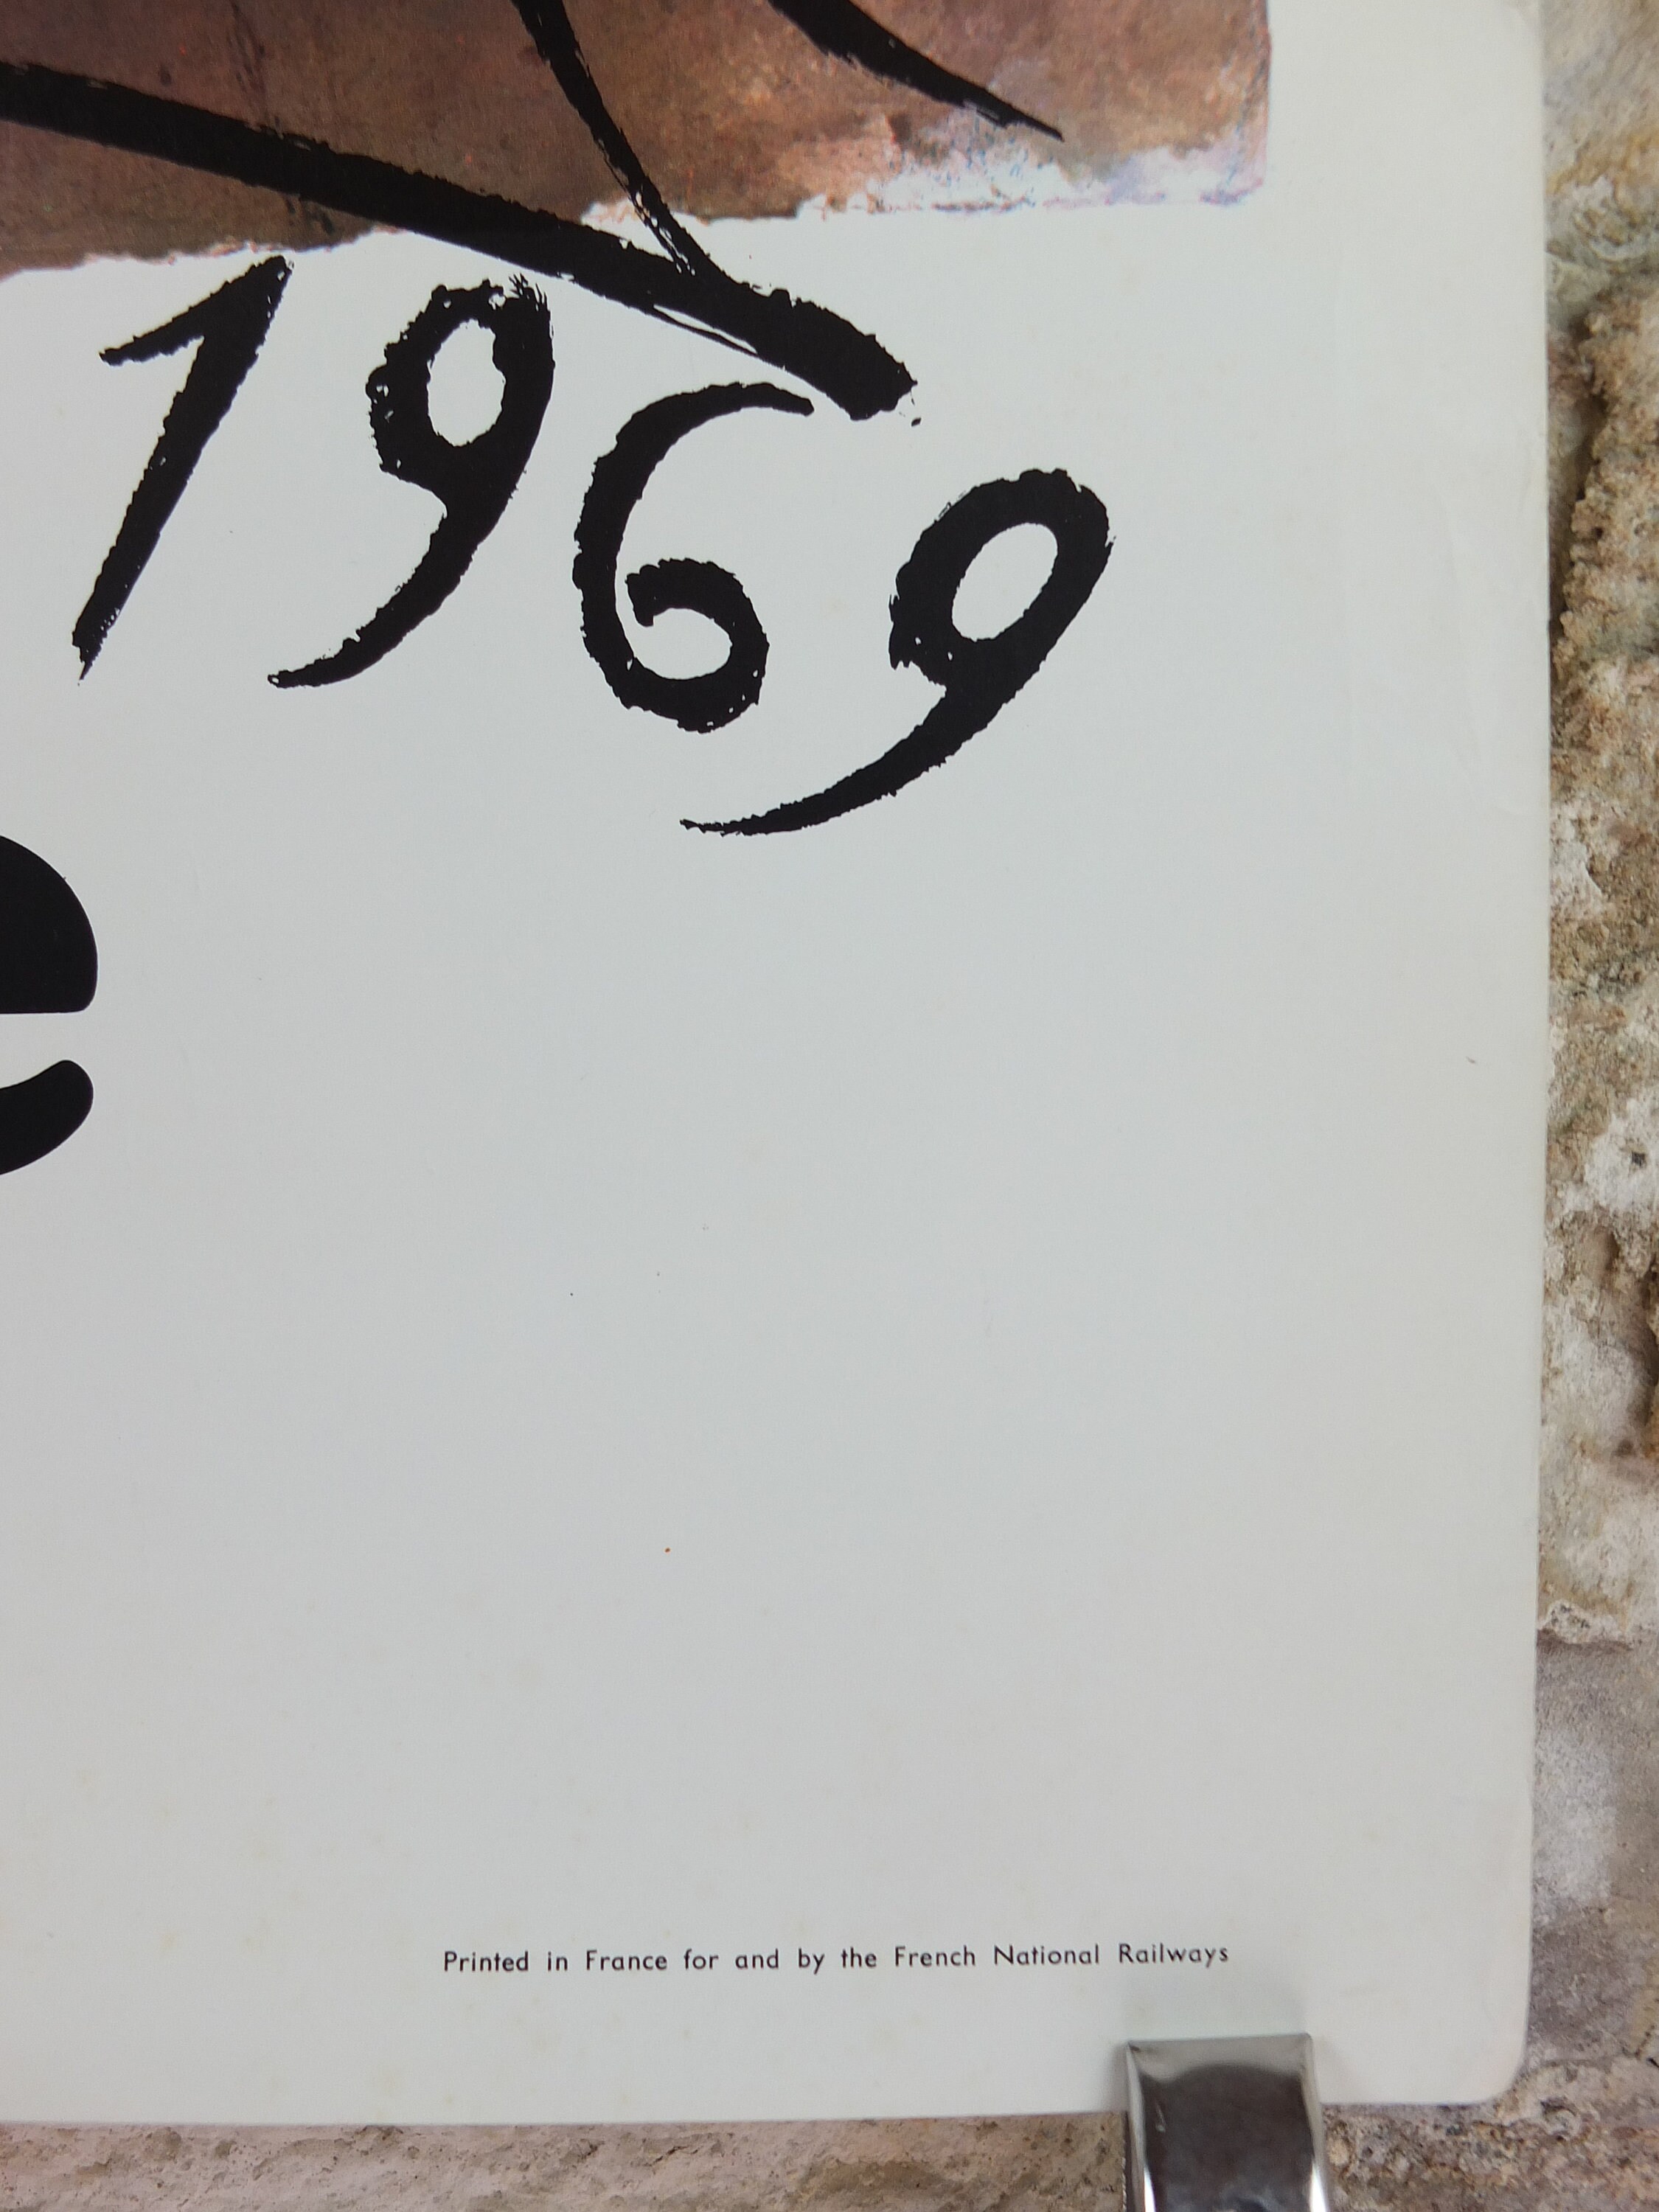 1969
e
Printed in France for and by the French National Railways